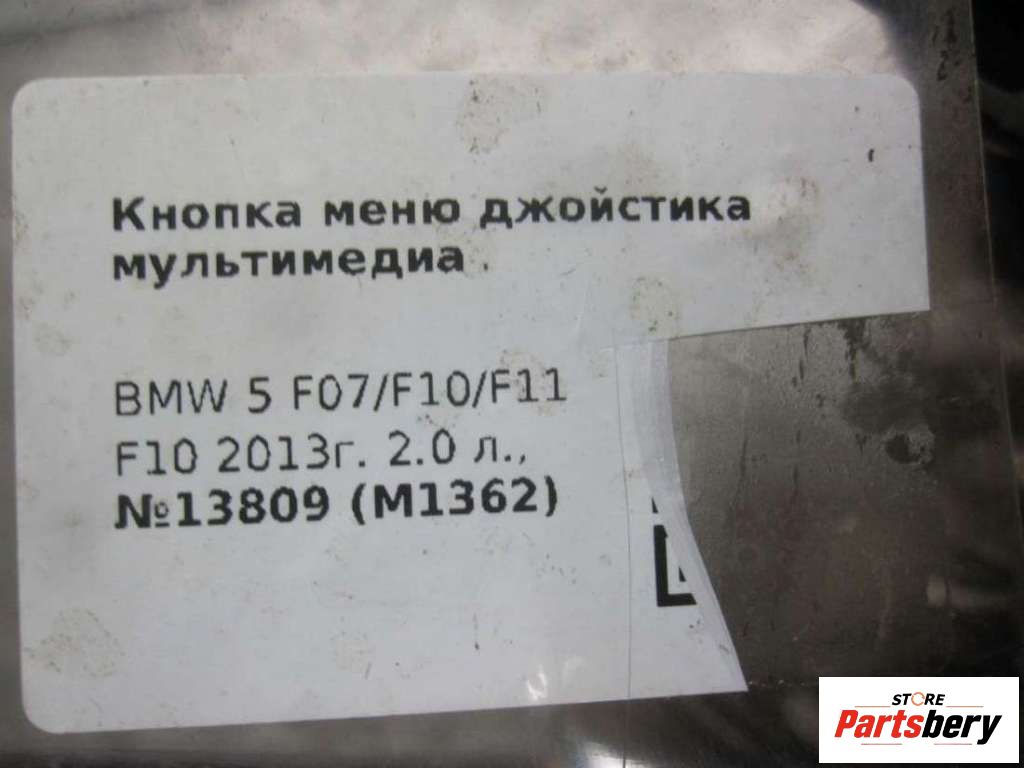 Кнопка меню джойстика
мультимедиа
BMW 5 F07/F10/F11
F10 2013г. 2.0 л.,
№13809 (M1362)
STORE
Partsbery